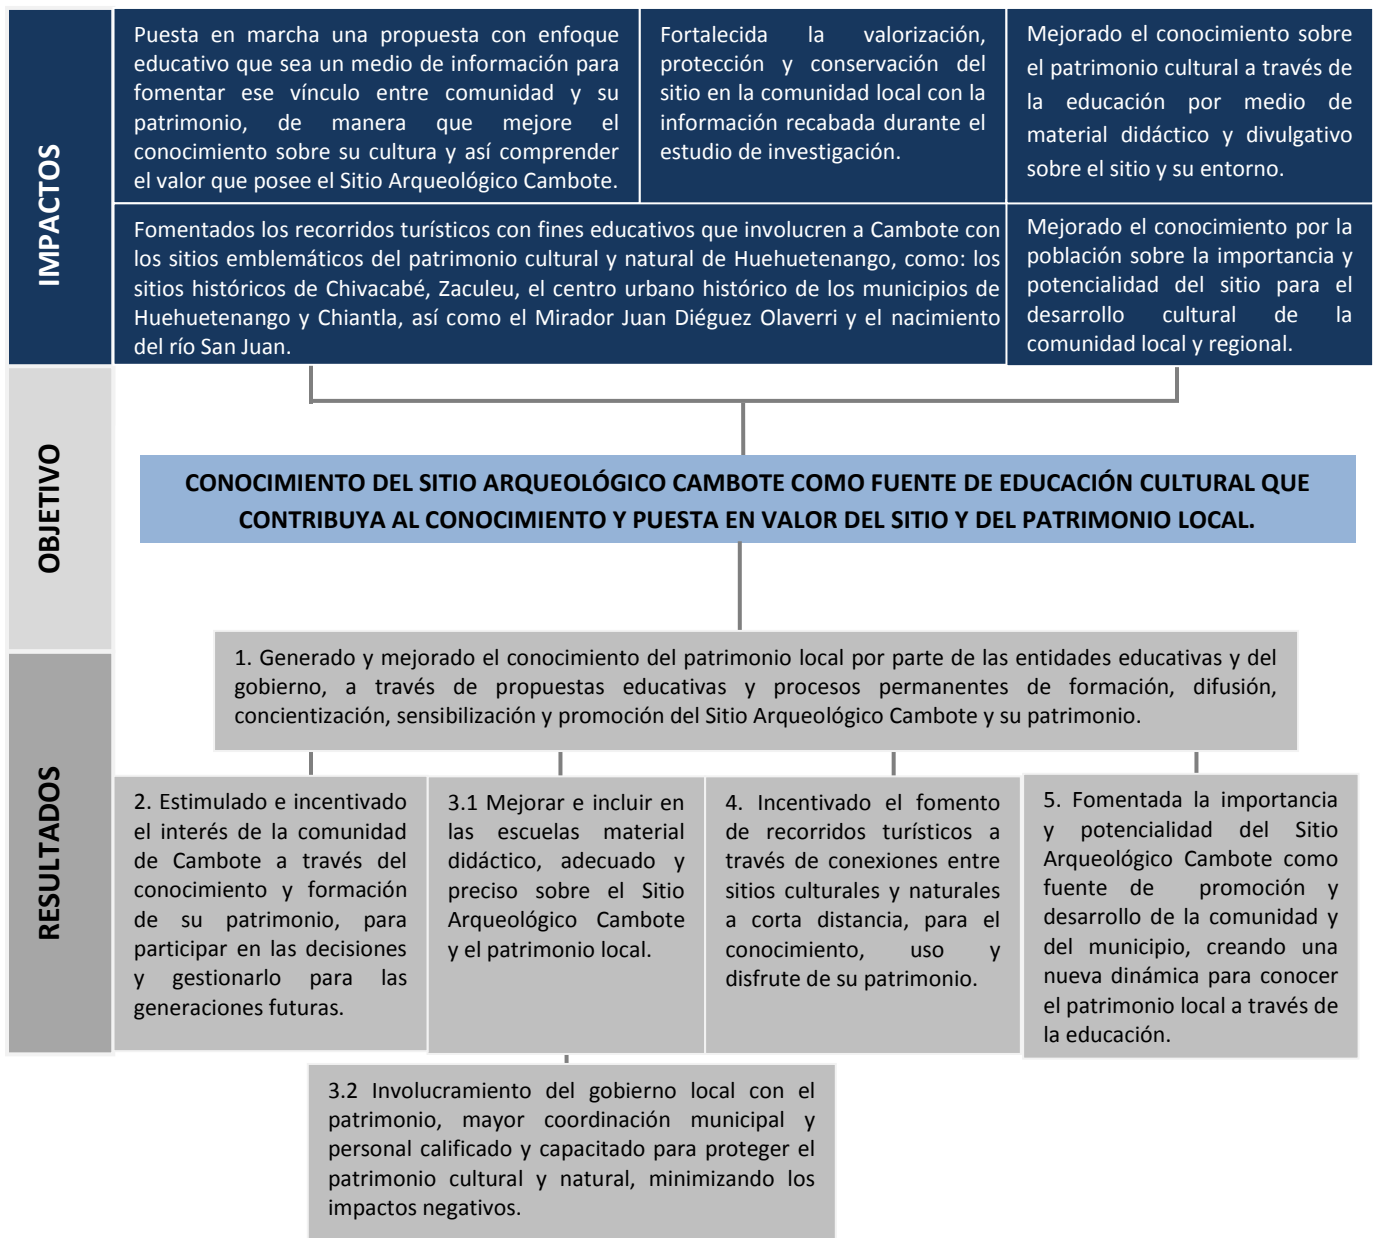 IMPACTOS
Puesta en marcha una propuesta con enfoque
educativo que sea un medio de información para
fomentar ese vínculo entre comunidad y su
patrimonio, de manera que mejore el
conocimiento sobre su cultura y así comprender
el valor que posee el Sitio Arqueológico Cambote.
Fortalecida la valorización,
protección y conservación del
sitio en la comunidad local con la
información recabada durante el
estudio de investigación.
Mejorado el conocimiento sobre
el patrimonio cultural a través de
la educación por medio de
material didáctico y divulgativo
sobre el sitio y su entorno.
Fomentados los recorridos turísticos con fines educativos que involucren a Cambote con
los sitios emblemáticos del patrimonio cultural y natural de Huehuetenango, como: los
sitios históricos de Chivacabé, Zaculeu, el centro urbano histórico de los municipios de
Huehuetenango y Chiantla, así como el Mirador Juan Diéguez Olaverri y el nacimiento
del río San Juan.
Mejorado el conocimiento por la
población sobre la importancia y
potencialidad del sitio para el
desarrollo cultural de la
comunidad local y regional.
OBJETIVO
CONOCIMIENTO DEL SITIO ARQUEOLÓGICO CAMBOTE COMO FUENTE DE EDUCACIÓN CULTURAL QUE
CONTRIBUYA AL CONOCIMIENTO Y PUESTA EN VALOR DEL SITIO Y DEL PATRIMONIO LOCAL.
RESULTADOS
1. Generado y mejorado el conocimiento del patrimonio local por parte de las entidades educativas y del
gobierno, a través de propuestas educativas y procesos permanentes de formación, difusión,
concientización, sensibilización y promoción del Sitio Arqueológico Cambote y su patrimonio.
2. Estimulado e incentivado
el interés de la comunidad
de Cambote a través del
conocimiento y formación
de su patrimonio, para
participar en las decisiones
y gestionarlo para las
generaciones futuras.
3.1 Mejorar e incluir en
las escuelas material
didáctico, adecuado y
preciso sobre el Sitio
Arqueológico Cambote
y el patrimonio local.
4. Incentivado el fomento
de recorridos turísticos a
través de conexiones entre
sitios culturales y naturales
a corta distancia, para el
conocimiento, uso y
disfrute de su patrimonio.
5. Fomentada la importancia
y potencialidad del Sitio
Arqueológico Cambote como
fuente de promoción y
desarrollo de la comunidad y
del municipio, creando una
nueva dinámica para conocer
el patrimonio local a través de
la educación.
3.2 Involucramiento del gobierno local con el
patrimonio, mayor coordinación municipal y
personal calificado y capacitado para proteger el
patrimonio cultural y natural, minimizando los
impactos negativos.